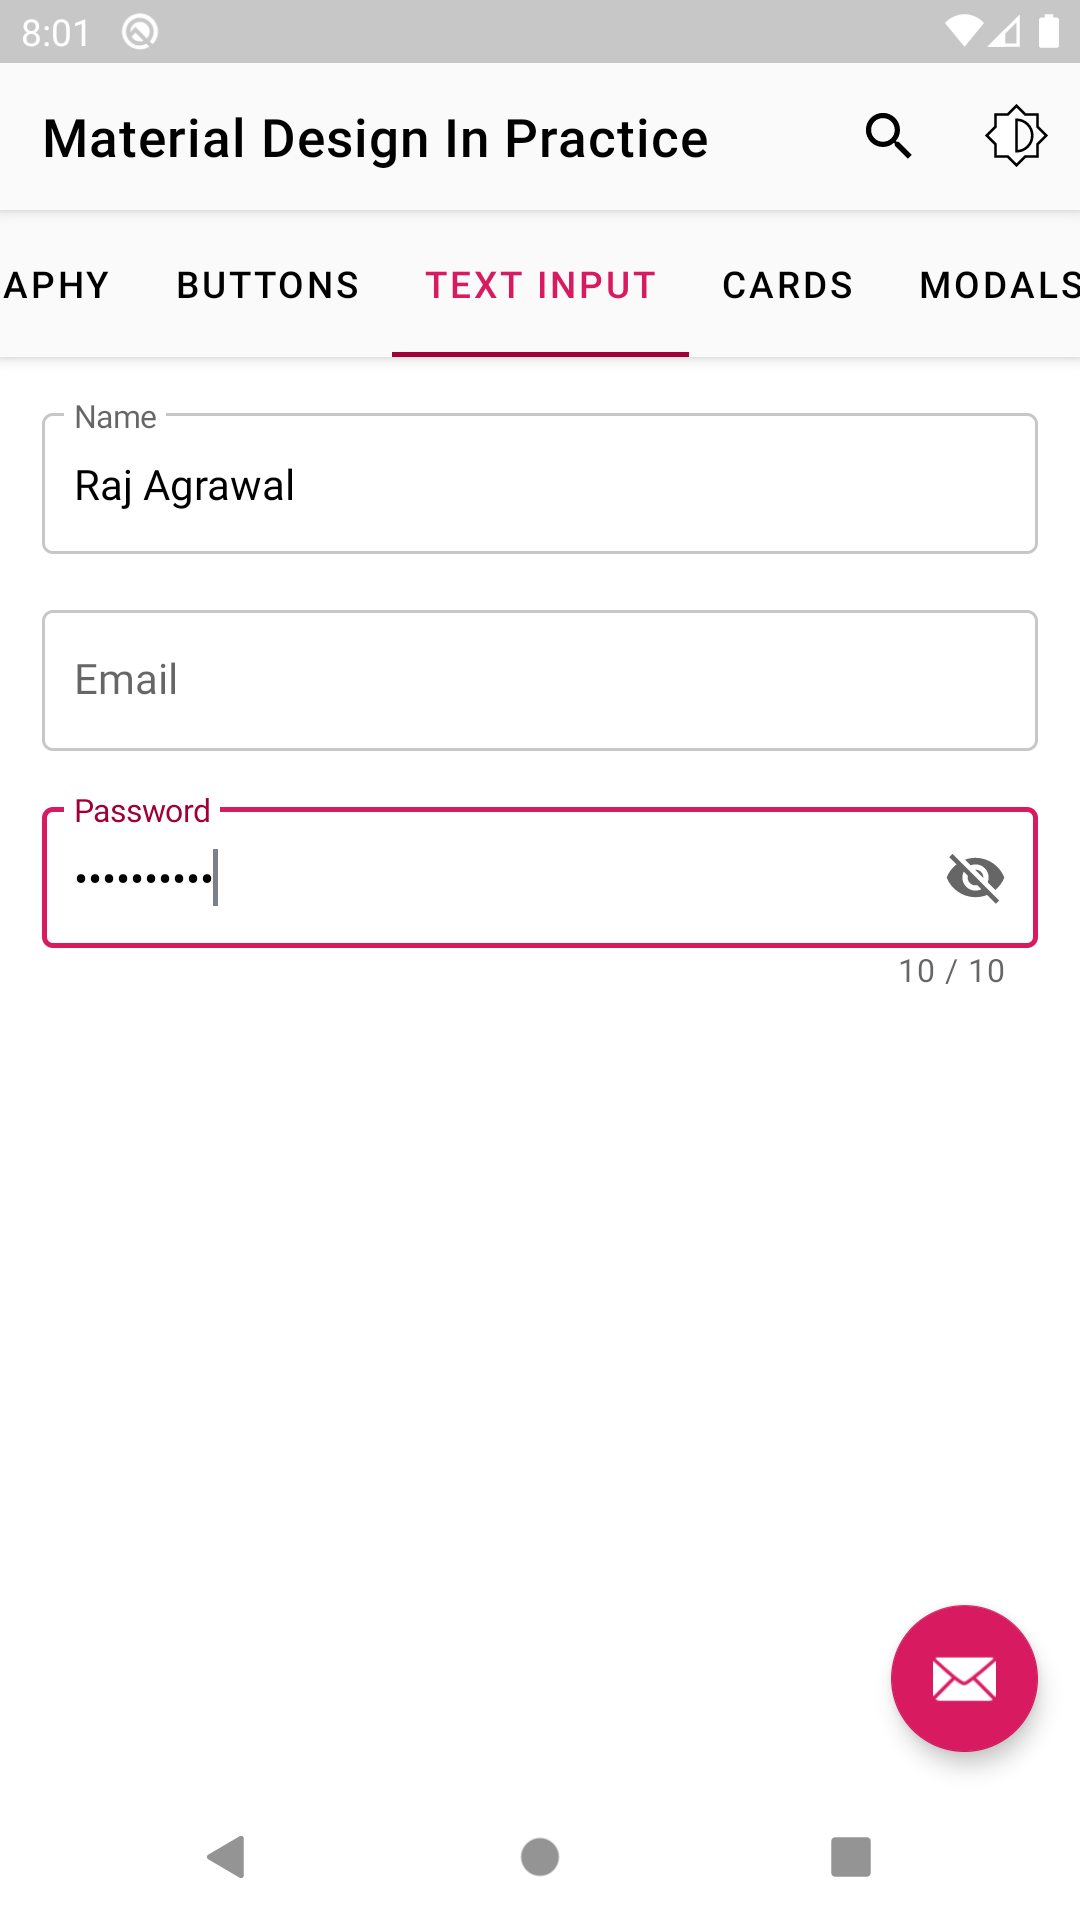 8:01
Material Design In Practice
APHY BUTTONS TEXT INPUT CARDS MODALS
Name
Raj Agrawal
Email
Password
••••••••••
10 / 10